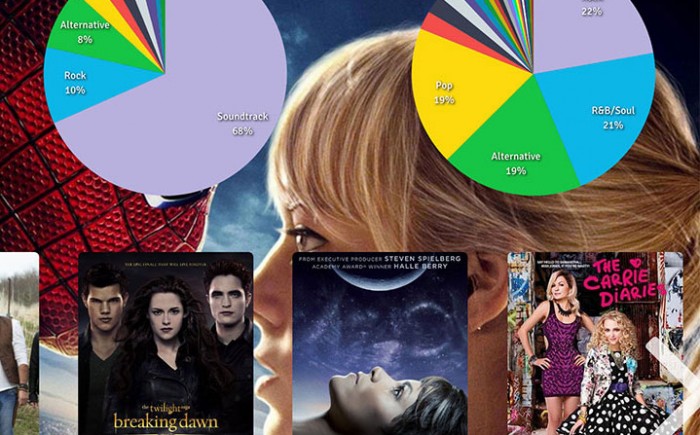 Alternative
8%
Rock
10%
Soundtrack
68%
22%
Pop
19%
R&B/Soul
21%
Alternative
19%
FROM EXECUTIVE PRODUCER STEVEN SPIELBERG
ACADEMY AWARD® WINNER HALLE BERRY
THE
CARRIE
DIARIES
the twilight saga
breaking dawn